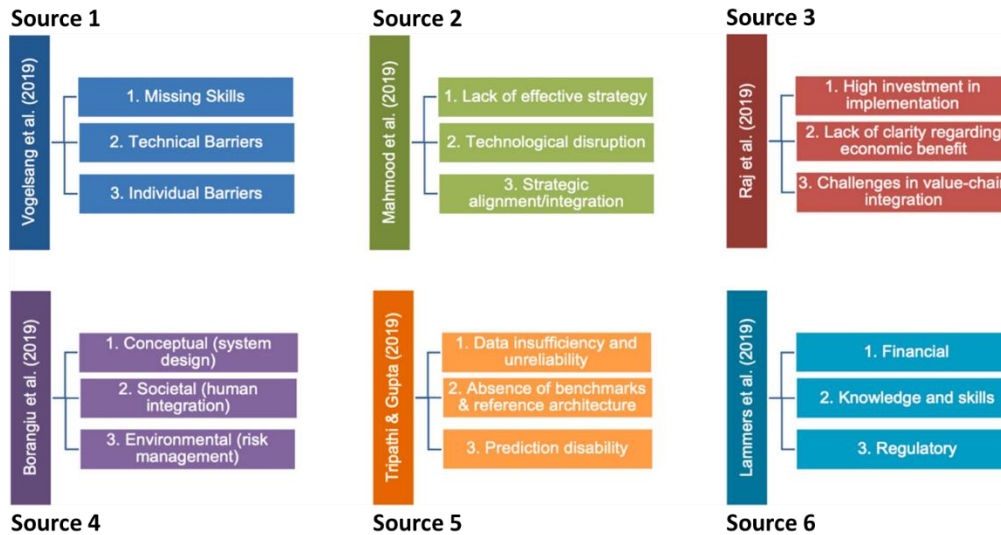 Source 1
Source 2
Source 3
Vogelsang et al. (2019)
1. Missing Skills
2. Technical Barriers
3. Individual Barriers
Mahmood et al. (2019)
1. Lack of effective strategy
2. Technological disruption
3. Strategic
alignment/integration
Raj et al. (2019)
1. High investment in
implementation
2. Lack of clarity regarding
economic benefit
3. Challenges in value-chain
integration
Borangiu et al. (2019)
1. Conceptual (system
design)
2. Societal (human
integration)
3. Environmental (risk
management)
Tripathi & Gupta (2019)
1. Data insufficiency and
unreliability
2. Absence of benchmarks
& reference architecture
3. Prediction disability
Lammers et al. (2019)
1. Financial
2. Knowledge and skills
3. Regulatory
Source 4
Source 5
Source 6